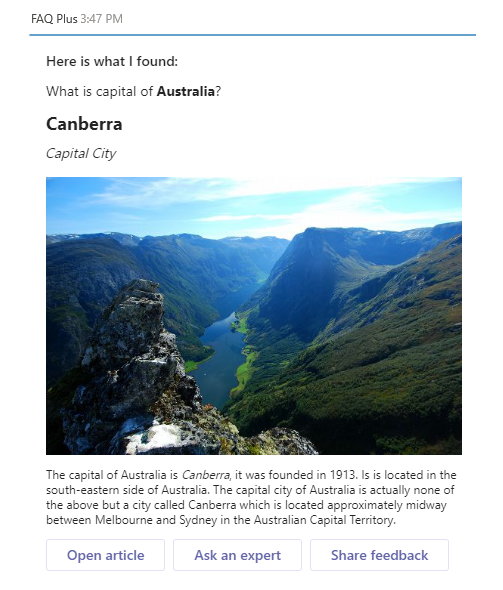 FAQ Plus 3:47 PM
Here is what I found:
What is capital of Australia?
Canberra
Capital City
The capital of Australia is Canberra, it was founded in 1913. Is is located in the
south-eastern side of Australia. The capital city of Australia is actually none of
the above but a city called Canberra which is located approximately midway
between Melbourne and Sydney in the Australian Capital Territory.
Open article Ask an expert Share feedback